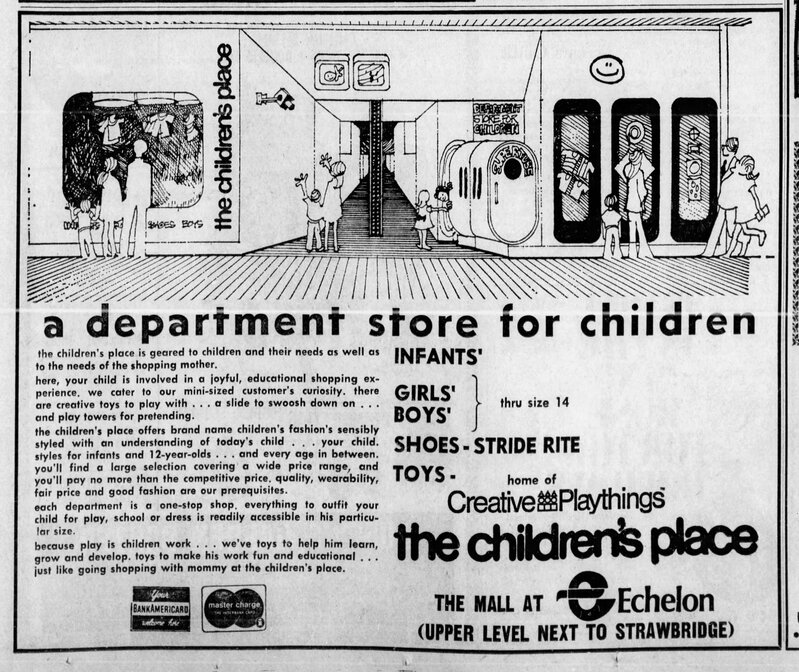 the children's place
SHOES BOYS
DEPARTMENT
STORE FOR
CHILDREN
a department store for children
the children's place is geared to children and their needs as well as
to the needs of the shopping mother.
here, your child is involved in a joyful, educational shopping ex-
perience. we cater to our mini-sized customer's curiosity. there
are creative toys to play with . . . a slide to swoosh down on . . .
and play towers for pretending.
the children's place offers brand name children's fashion's sensibly
styled with an understanding of today's child . . . your child.
styles for infants and 12-year-olds . . . and every age in between.
you'll find a large selection covering a wide price range, and
you'll pay no more than the competitive price. quality, wearability,
fair price and good fashion are our prerequisites.
each department is a one-stop shop. everything to outfit your
child for play, school or dress is readily accessible in his particu-
lar size.
because play is children work . . . we've toys to help him learn,
grow and develop. toys to make his work fun and educational . . .
just like going shopping with mommy at the children's place.
Your
BANKAMERICARD
welcome here
master charge
THE INTERBANK CARD
INFANTS'
GIRLS'
BOYS'
thru size 14
SHOES - STRIDE RITE
TOYS -
home of
Creative Playthings™
the children's place
THE MALL AT Echelon
(UPPER LEVEL NEXT TO STRAWBRIDGE)